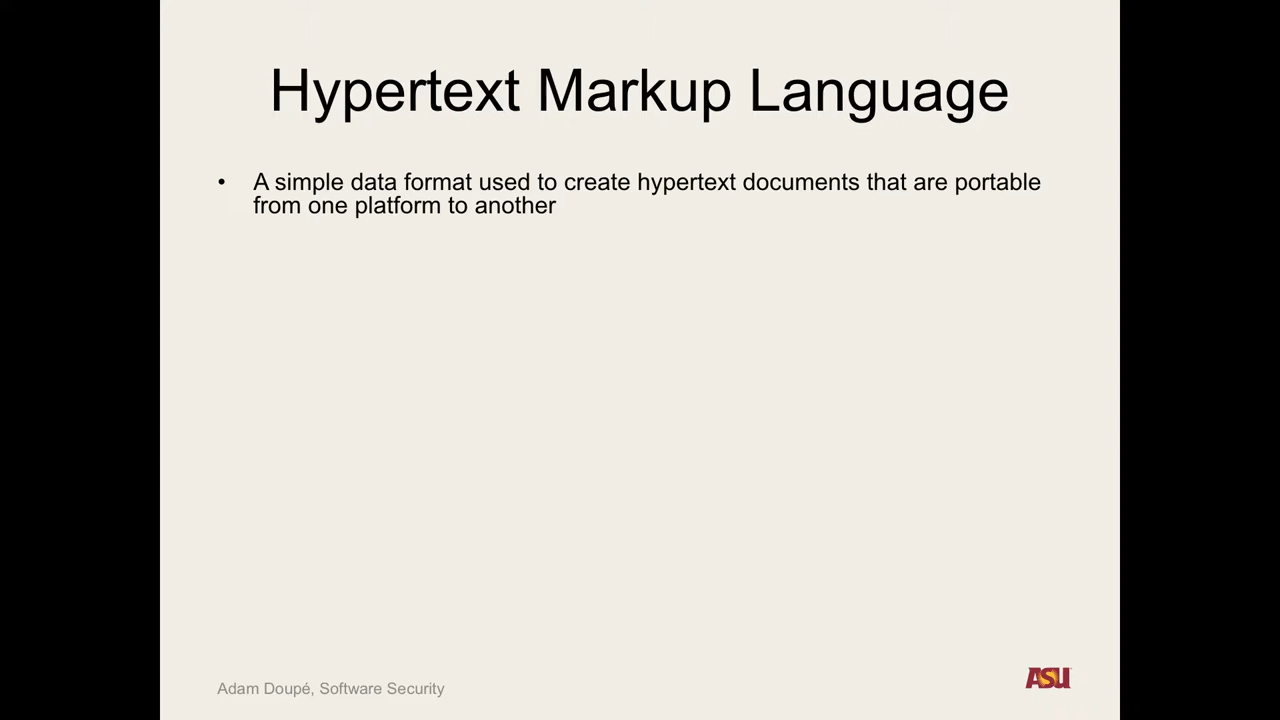 Hypertext Markup Language
• A simple data format used to create hypertext documents that are portable
from one platform to another
Adam Doupé, Software Security
ASU